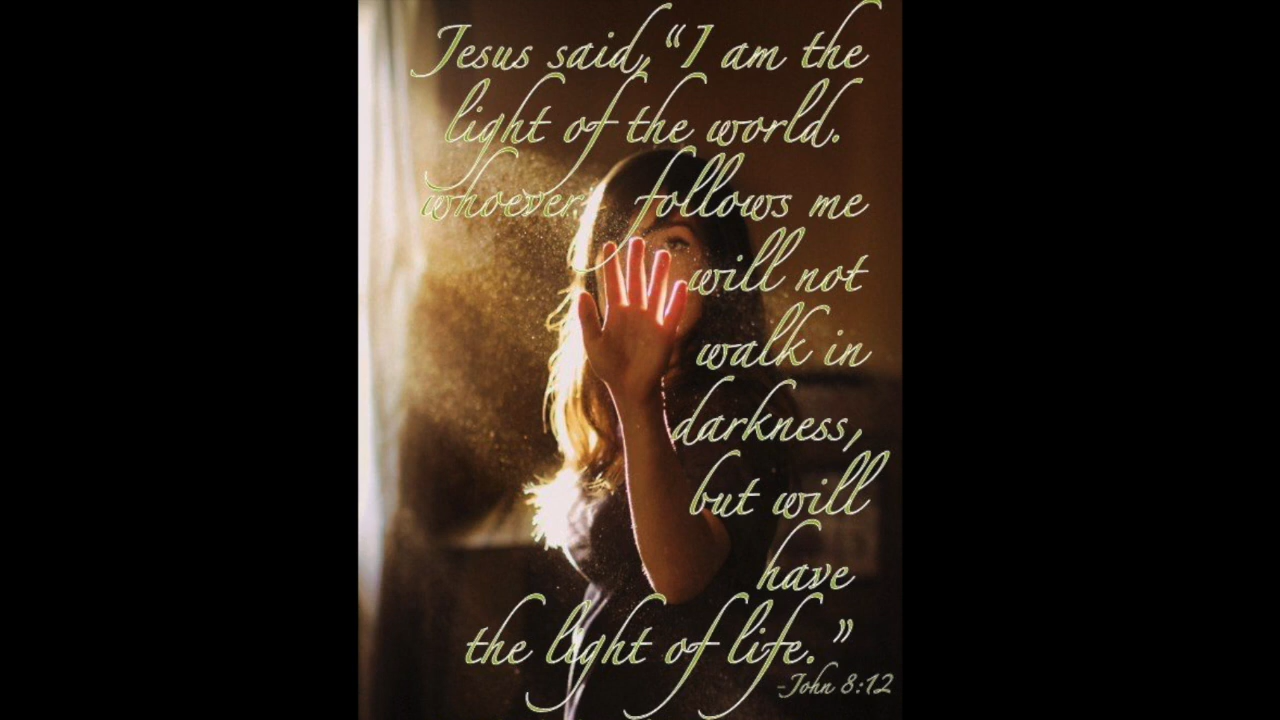 Jesus said, “I am the
light of the world.
whoever follows me
will not
walk in
darkness,
but will
have
the light of life.”
-John 8:12